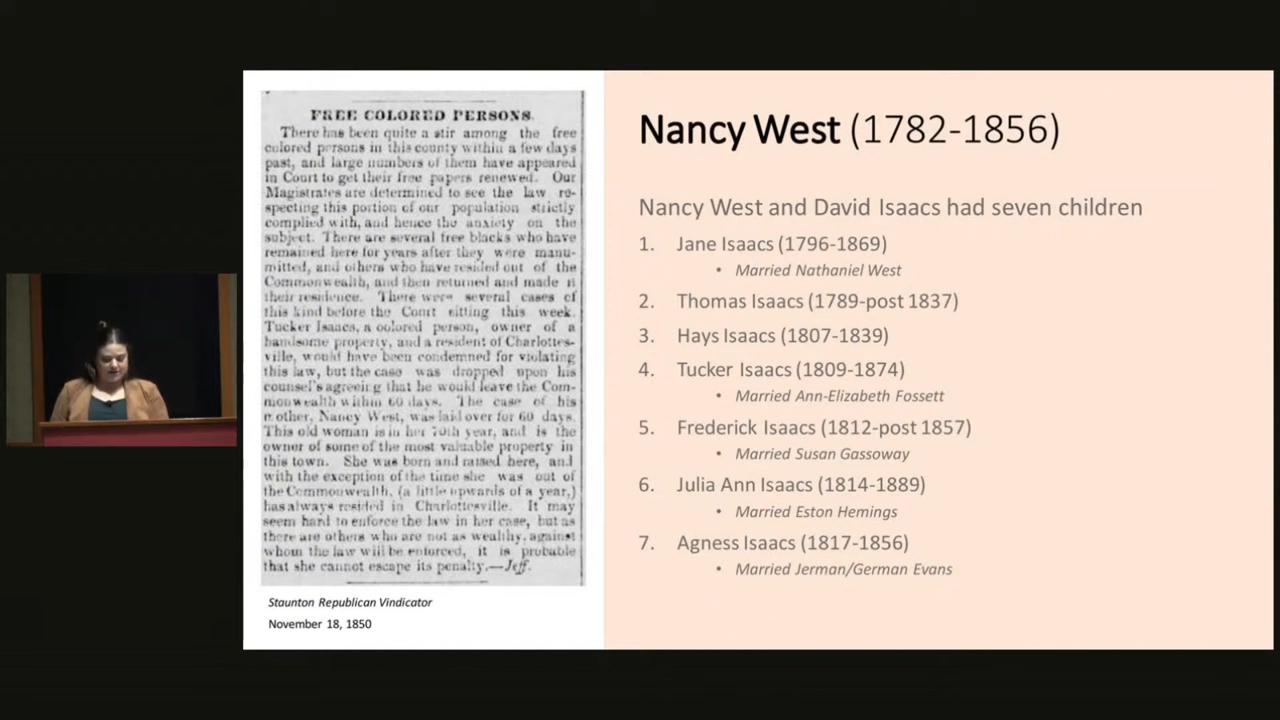 FREE COLORED PERSONS.
There has been quite a stir among the free
colored persons in this county within a few days
past, and large numbers of them have appeared
in Court to get their free papers renewed. Our
Magistrates are determined to see the law re-
specting this portion of our population strictly
complied with, and hence the anxiety on the
subject. There are several free blacks who have
remained here for years after they were manu-
mitted, and others who have resided out of the
Commonwealth, and then returned and made it
their residence. There were several cases of
this kind before the Court sitting this week.
Tucker Isaacs, a colored person, owner of a
handsome property, and a resident of Charlottes-
ville, would have been condemned for violating
this law, but the case was dropped upon his
counsel's agreeing that he would leave the Com-
monwealth within 60 days. The case of his
mother, Nancy West, was laid over for 60 days.
This old woman is in her 70th year, and is the
owner of some of the most valuable property in
this town. She was born and raised here, and
with the exception of the time she was out of
the Commonwealth, (a little upwards of a year,)
has always resided in Charlottesville. It may
seem hard to enforce the law in her case, but as
there are others who are not as wealthy, against
whom the law will be enforced, it is probable
that she cannot escape its penalty.—Jeff.
Staunton Republican Vindicator
November 18, 1850
Nancy West (1782-1856)
Nancy West and David Isaacs had seven children
1. Jane Isaacs (1796-1869)
• Married Nathaniel West
2. Thomas Isaacs (1789-post 1837)
3. Hays Isaacs (1807-1839)
4. Tucker Isaacs (1809-1874)
• Married Ann-Elizabeth Fossett
5. Frederick Isaacs (1812-post 1857)
• Married Susan Gassoway
6. Julia Ann Isaacs (1814-1889)
• Married Eston Hemings
7. Agness Isaacs (1817-1856)
• Married Jerman/German Evans